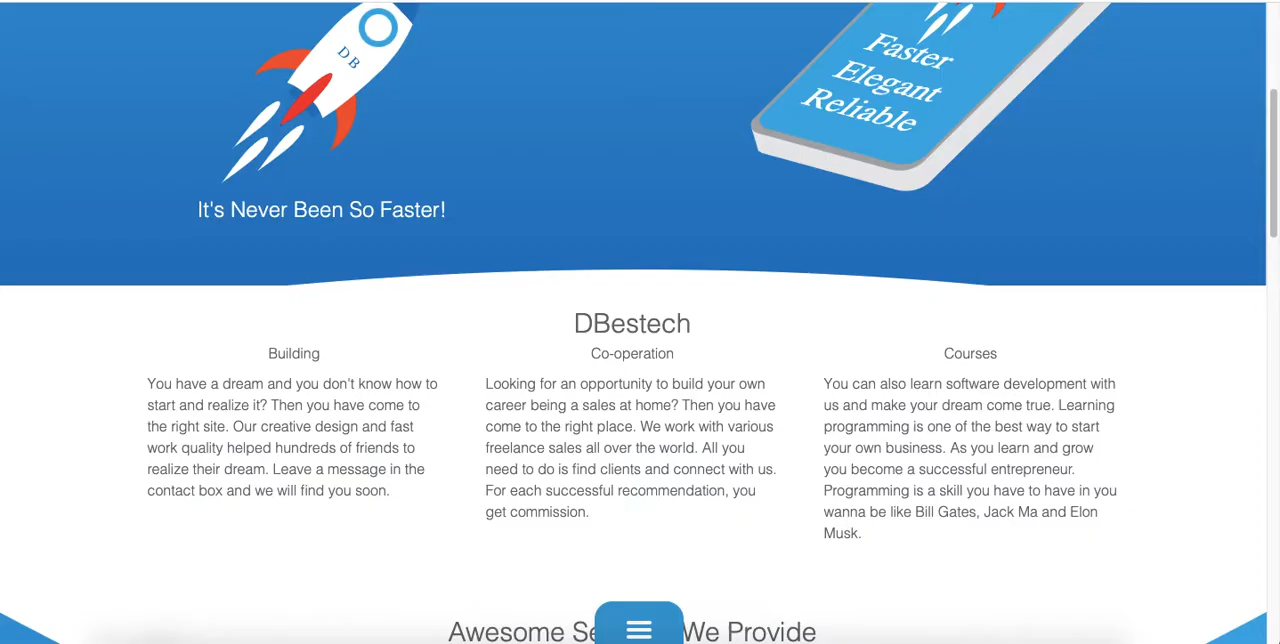 DB
Faster
Elegant
Reliable
It's Never Been So Faster!
DBestech
Building
You have a dream and you don't know how to
start and realize it? Then you have come to
the right site. Our creative design and fast
work quality helped hundreds of friends to
realize their dream. Leave a message in the
contact box and we will find you soon.
Co-operation
Looking for an opportunity to build your own
career being a sales at home? Then you have
come to the right place. We work with various
freelance sales all over the world. All you
need to do is find clients and connect with us.
For each successful recommendation, you
get commission.
Courses
You can also learn software development with
us and make your dream come true. Learning
programming is one of the best way to start
your own business. As you learn and grow
you become a successful entrepreneur.
Programming is a skill you have to have in you
wanna be like Bill Gates, Jack Ma and Elon
Musk.
Awesome We Provide